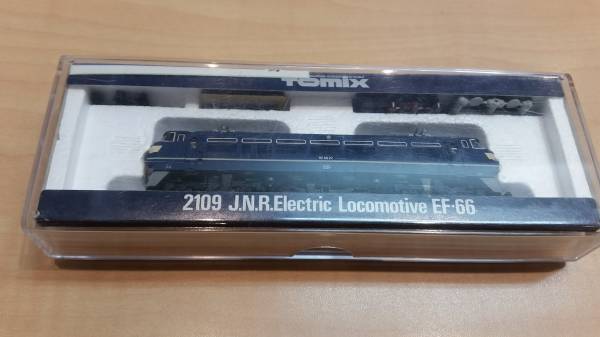 TOMIX
2109 J.N.R.Electric Locomotive EF·66